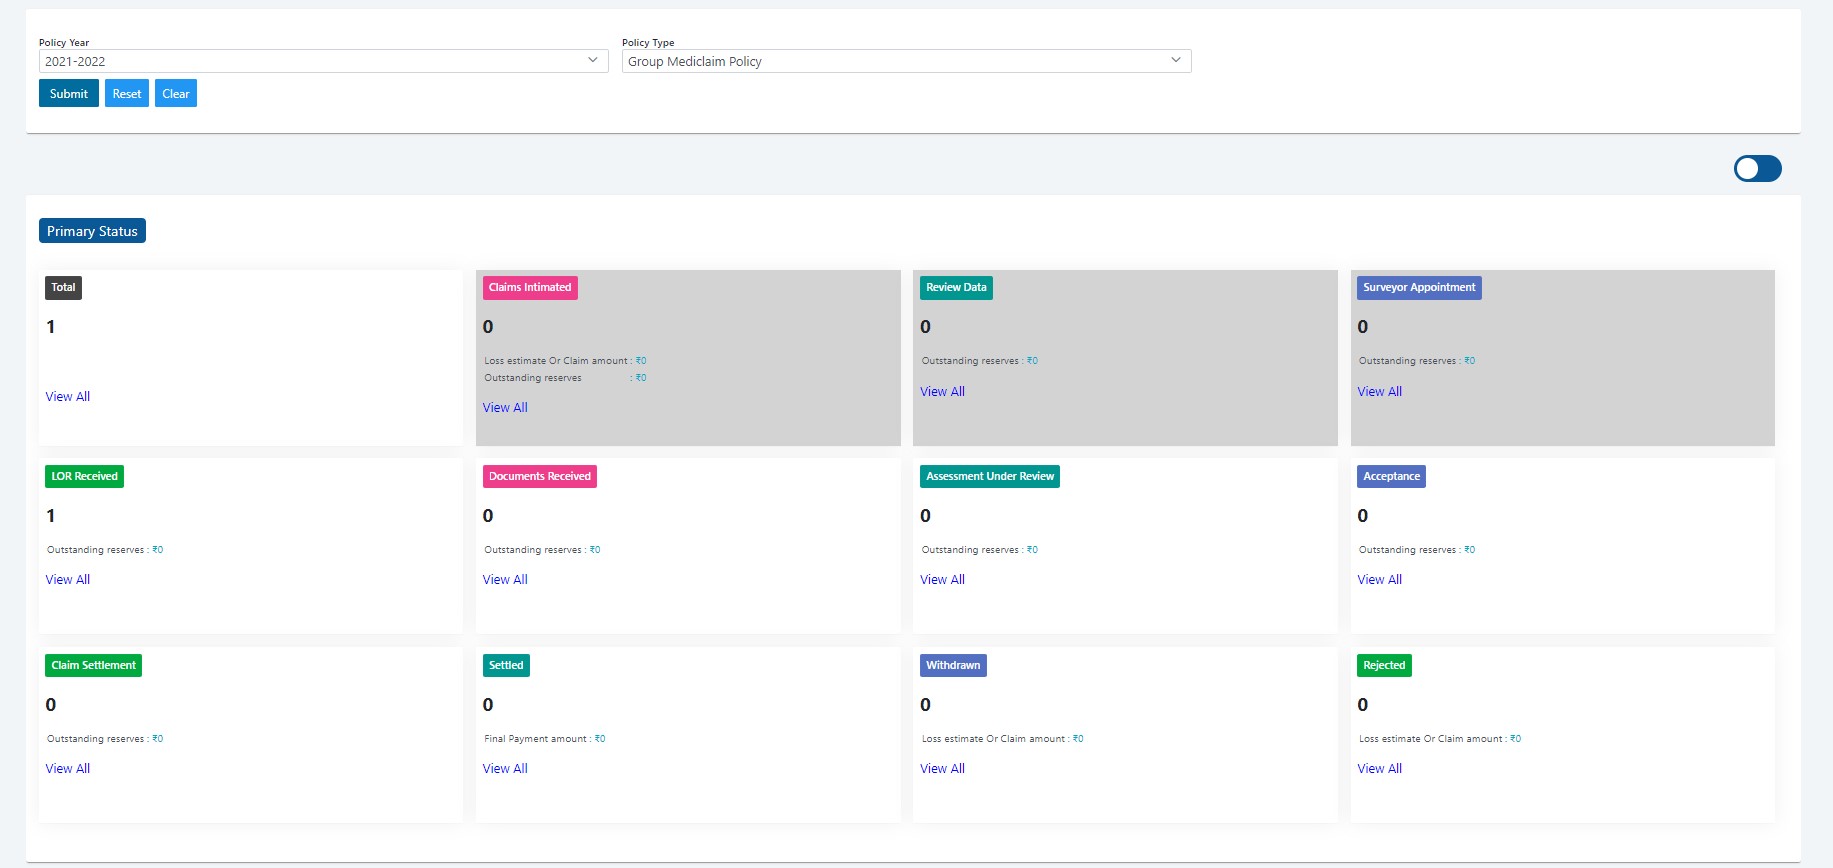 Policy Year
2021-2022
Policy Type
Group Mediclaim Policy
Submit
Reset
Clear
Primary Status
Total
1
View All
Claims Intimated
0
Loss estimate Or Claim amount : ₹0
Outstanding reserves : ₹0
View All
Review Data
0
Outstanding reserves : ₹0
View All
Surveyor Appointment
0
Outstanding reserves : ₹0
View All
LOR Received
1
Outstanding reserves : ₹0
View All
Documents Received
0
Outstanding reserves : ₹0
View All
Assessment Under Review
0
Outstanding reserves : ₹0
View All
Acceptance
0
Outstanding reserves : ₹0
View All
Claim Settlement
0
Outstanding reserves : ₹0
View All
Settled
0
Final Payment amount : ₹0
View All
Withdrawn
0
Loss estimate Or Claim amount : ₹0
View All
Rejected
0
Loss estimate Or Claim amount : ₹0
View All